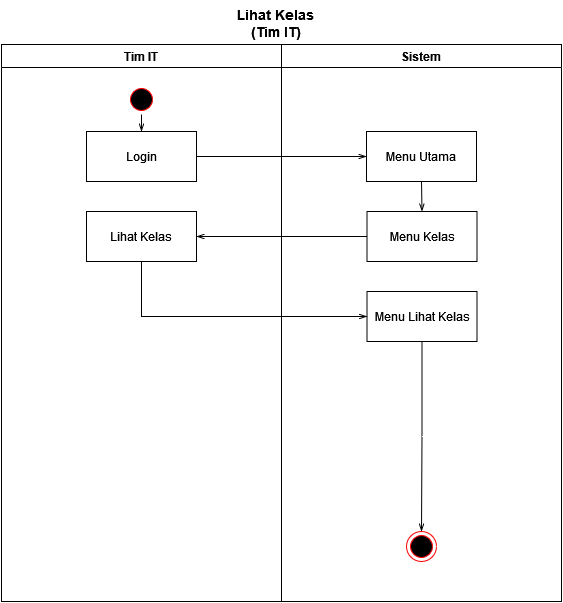 Lihat Kelas
(Tim IT)
Tim IT
Sistem
Login
Menu Utama
Lihat Kelas
Menu Kelas
Menu Lihat Kelas